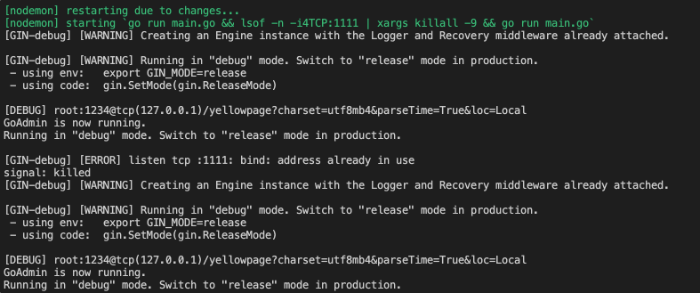 [nodemon] restarting due to changes...
[nodemon] starting `go run main.go && lsof -n -i4TCP:1111 | xargs killall -9 && go run main.go`
[GIN-debug] [WARNING] Creating an Engine instance with the Logger and Recovery middleware already attached.
[GIN-debug] [WARNING] Running in "debug" mode. Switch to "release" mode in production.
- using env:   export GIN_MODE=release
- using code:  gin.SetMode(gin.ReleaseMode)
[DEBUG] root:1234@tcp(127.0.0.1)/yellowpage?charset=utf8mb4&parseTime=True&loc=Local
GoAdmin is now running.
Running in "debug" mode. Switch to "release" mode in production.
[GIN-debug] [ERROR] listen tcp :1111: bind: address already in use
signal: killed
[GIN-debug] [WARNING] Creating an Engine instance with the Logger and Recovery middleware already attached.
[GIN-debug] [WARNING] Running in "debug" mode. Switch to "release" mode in production.
- using env:   export GIN_MODE=release
- using code:  gin.SetMode(gin.ReleaseMode)
[DEBUG] root:1234@tcp(127.0.0.1)/yellowpage?charset=utf8mb4&parseTime=True&loc=Local
GoAdmin is now running.
Running in "debug" mode. Switch to "release" mode in production.